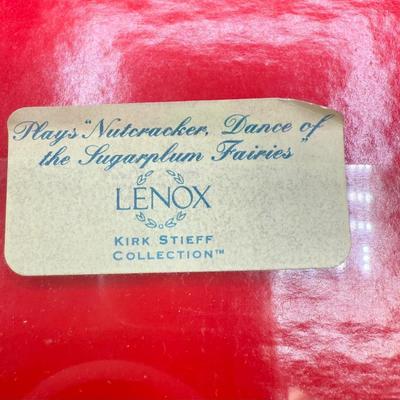 Plays "Nutcracker, Dance of
the Sugarplum Fairies"
LENOX
KIRK STIEFF
COLLECTION™